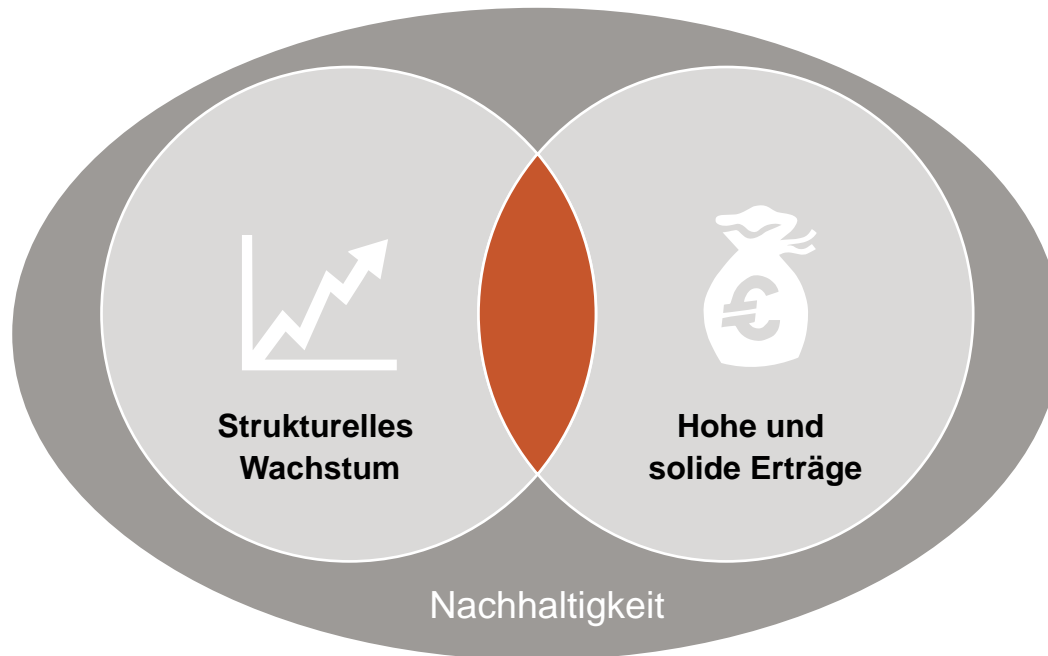 Strukturelles
Wachstum
Hohe und
solide Erträge
Nachhaltigkeit